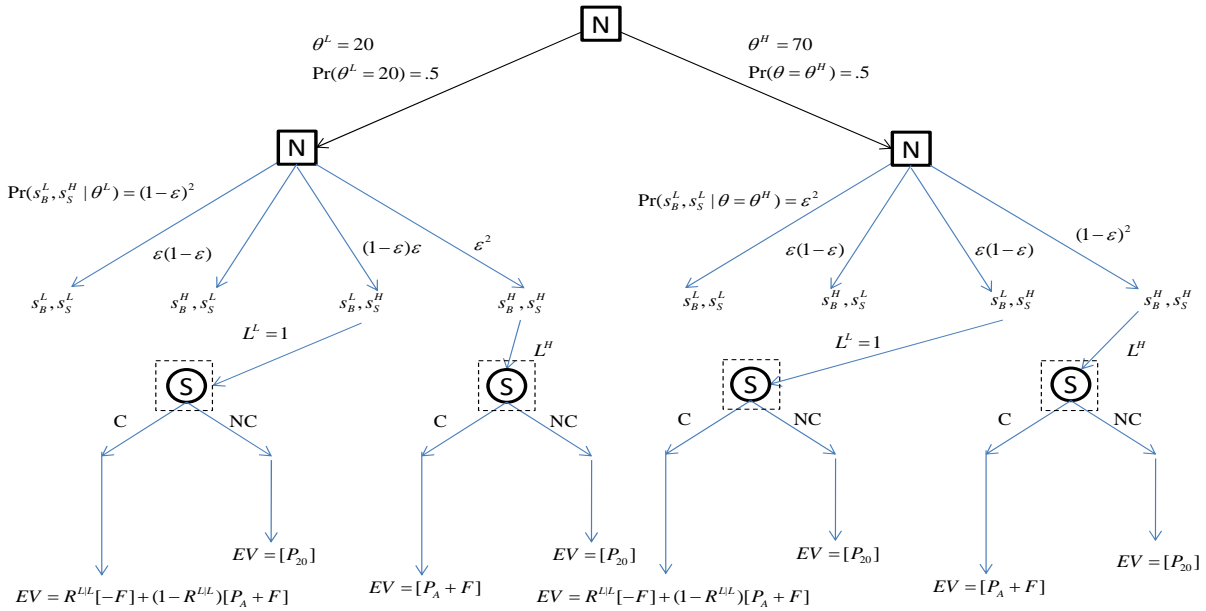 N
θ^L = 20
Pr(θ^L = 20) = .5
θ^H = 70
Pr(θ = θ^H) = .5
N
N
Pr(s_B^L, s_S^H | θ^L) = (1−ε)^2
ε(1−ε)
(1−ε)ε
ε^2
Pr(s_B^L, s_S^L | θ = θ^H) = ε^2
ε(1−ε)
ε(1−ε)
(1−ε)^2
s_B^L, s_S^L
s_B^H, s_S^L
s_B^L, s_S^H
s_B^H, s_S^H
s_B^L, s_S^L
s_B^H, s_S^L
s_B^L, s_S^H
s_B^H, s_S^H
L^L = 1
L^H
L^L = 1
L^H
S
S
S
S
C
NC
C
NC
C
NC
C
NC
EV = [P_20]
EV = [P_20]
EV = [P_20]
EV = [P_20]
EV = R^{L|L}[−F] + (1−R^{L|L})[P_A + F]
EV = [P_A + F]
EV = R^{L|L}[−F] + (1−R^{L|L})[P_A + F]
EV = [P_A + F]